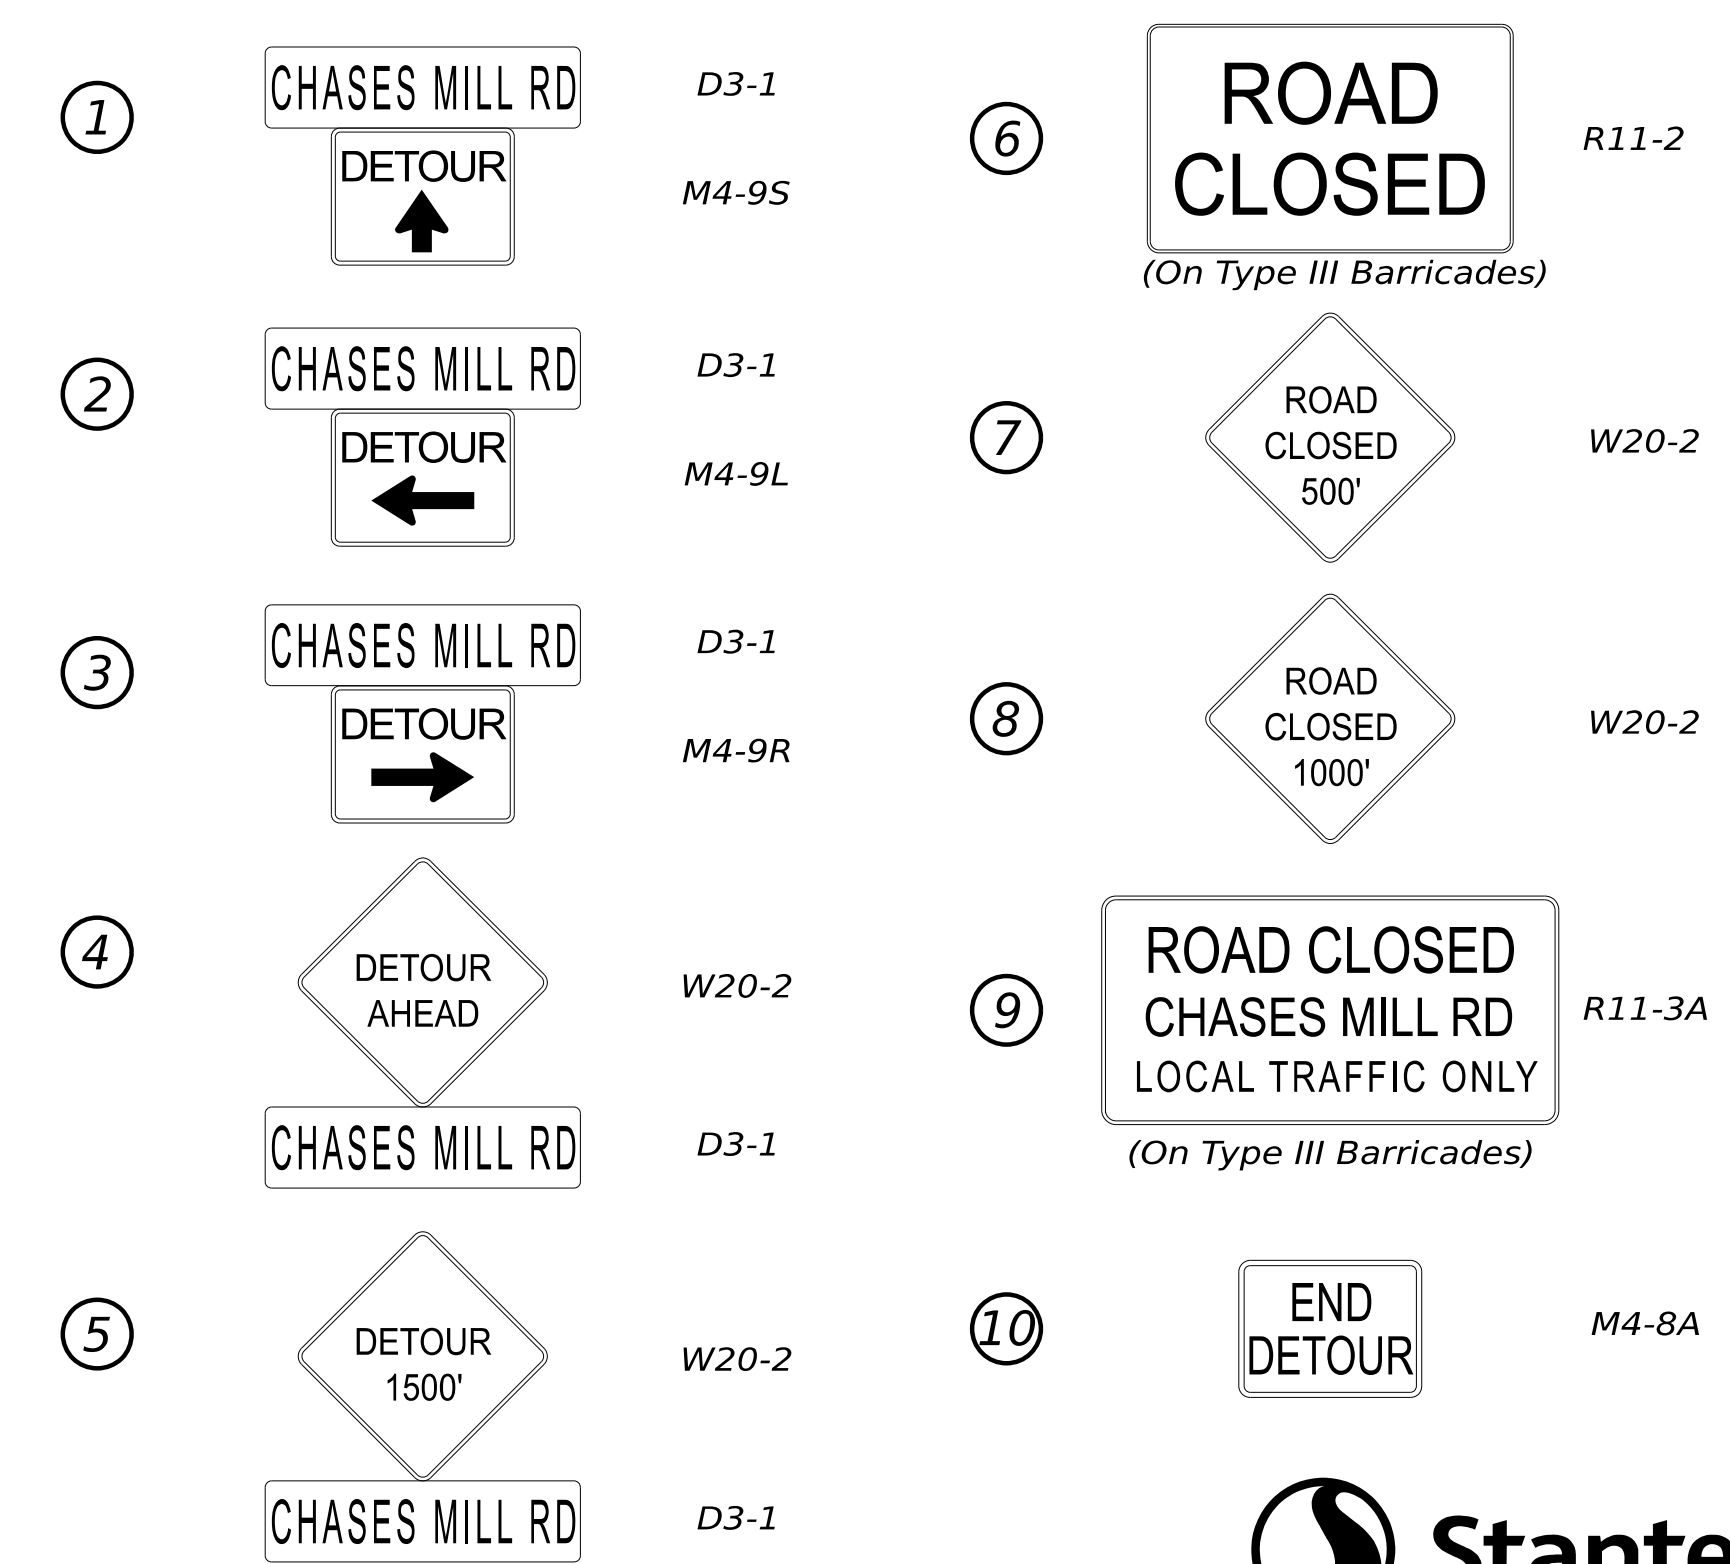 1
CHASES MILL RD
D3-1
DETOUR
M4-9S
2
CHASES MILL RD
D3-1
DETOUR
M4-9L
3
CHASES MILL RD
D3-1
DETOUR
M4-9R
4
DETOUR
AHEAD
W20-2
CHASES MILL RD
D3-1
5
DETOUR
1500'
W20-2
CHASES MILL RD
D3-1
6
ROAD
CLOSED
R11-2
(On Type III Barricades)
7
ROAD
CLOSED
500'
W20-2
8
ROAD
CLOSED
1000'
W20-2
9
ROAD CLOSED
CHASES MILL RD
LOCAL TRAFFIC ONLY
R11-3A
(On Type III Barricades)
10
END
DETOUR
M4-8A
Stante